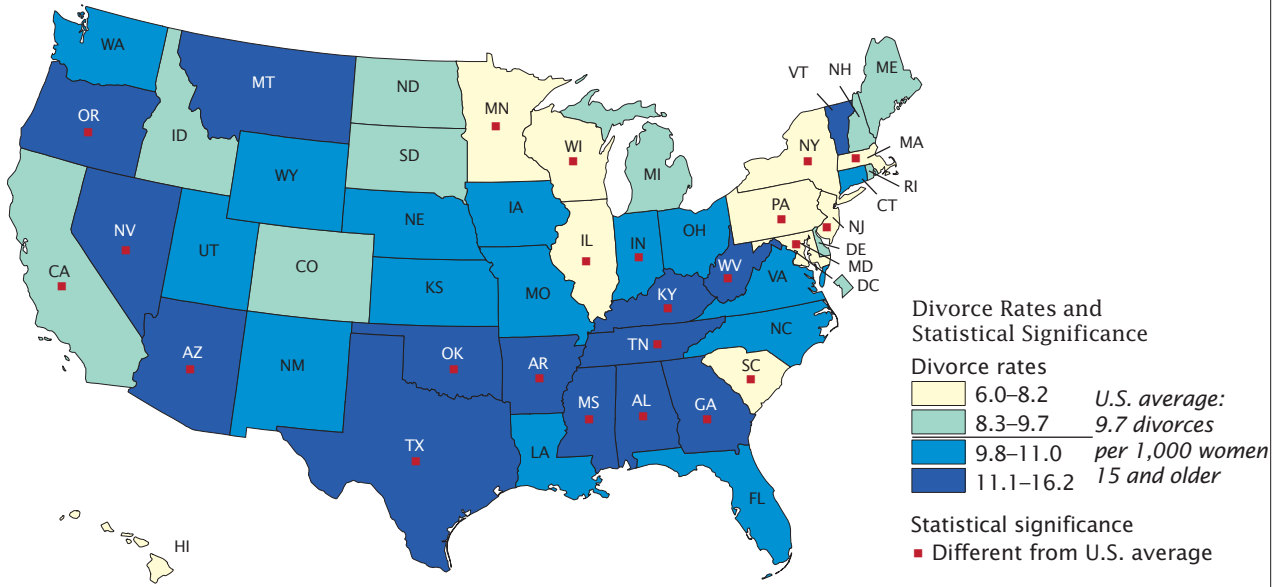 WA
MT
ND
MN
VT
NH
ME
OR
ID
SD
WI
NY
MA
MI
WY
RI
CT
PA
NJ
IA
NE
NV
UT
IL
IN
OH
DE
MD
DC
CA
CO
WV
VA
KS
MO
KY
NC
TN
AZ
NM
OK
AR
SC
MS
AL
GA
TX
LA
FL
HI
Divorce Rates and
Statistical Significance
Divorce rates
6.0–8.2
8.3–9.7
9.8–11.0
11.1–16.2
U.S. average:
9.7 divorces
per 1,000 women
15 and older
Statistical significance
Different from U.S. average